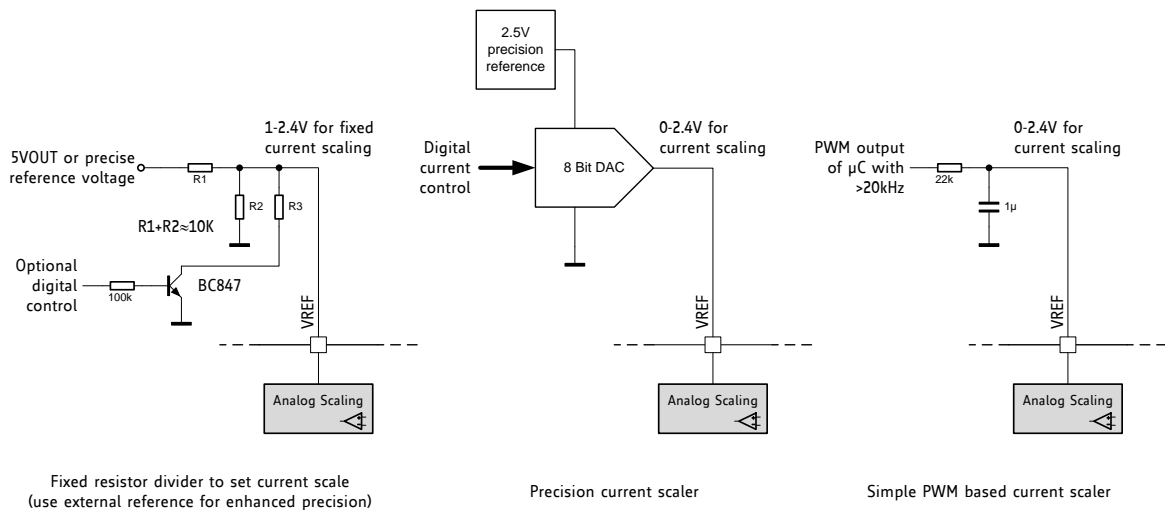 2.5V
precision
reference
1-2.4V for fixed
current scaling
5VOUT or precise
reference voltage
R1
R2
R3
R1+R2≈10K
Optional
digital
control
100k
BC847
VREF
Analog Scaling
Fixed resistor divider to set current scale
(use external reference for enhanced precision)
Digital
current
control
8 Bit DAC
0-2.4V for
current scaling
VREF
Analog Scaling
Precision current scaler
PWM output
of µC with
>20kHz
22k
1µ
0-2.4V for
current scaling
VREF
Analog Scaling
Simple PWM based current scaler